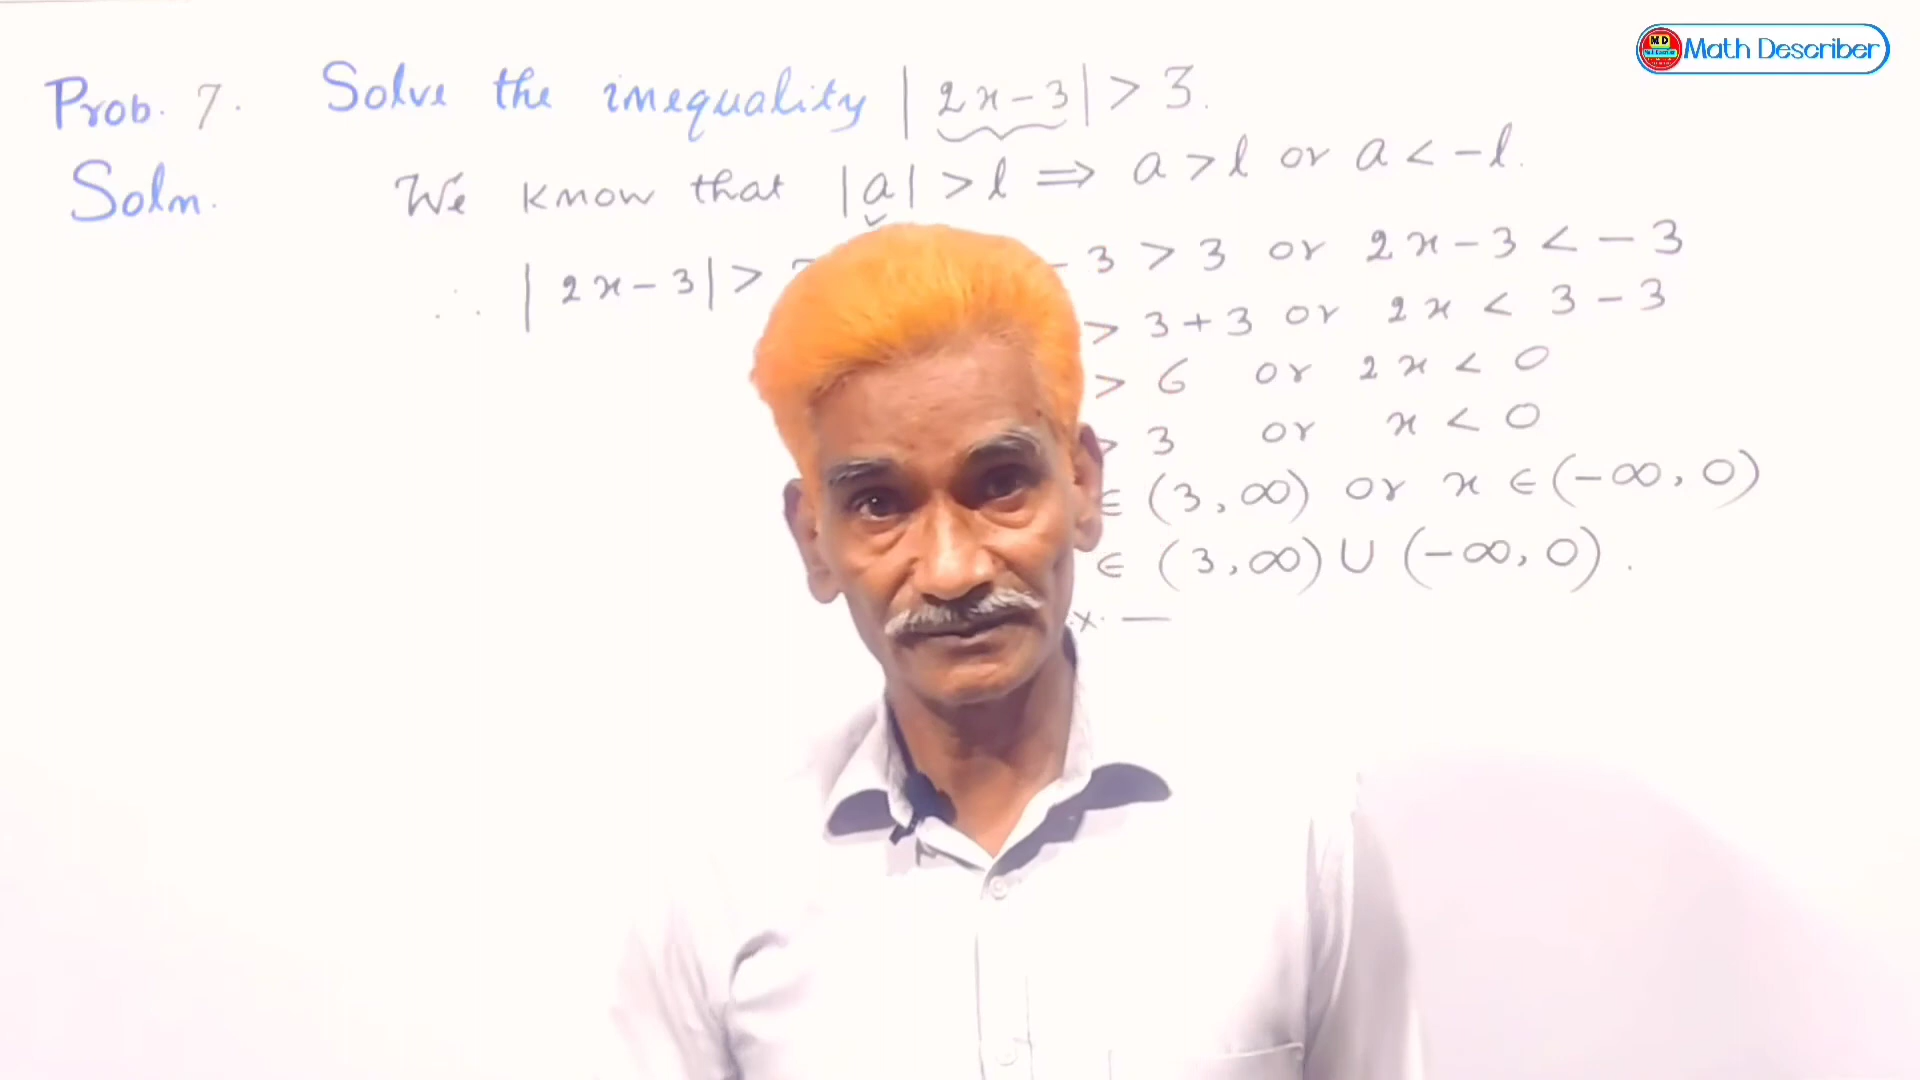 MD Math Describer
Prob. 7. Solve the inequality |2x-3| > 3.
Soln. We know that |a| > l ⇒ a > l or a < -l.
∴ |2x-3| > - 3 > 3 or 2x-3 < -3
> 3+3 or 2x < 3-3
> 6 or 2x < 0
> 3 or x < 0
∈ (3,∞) or x ∈ (-∞, 0)
∈ (3,∞) ∪ (-∞, 0).
.x. —